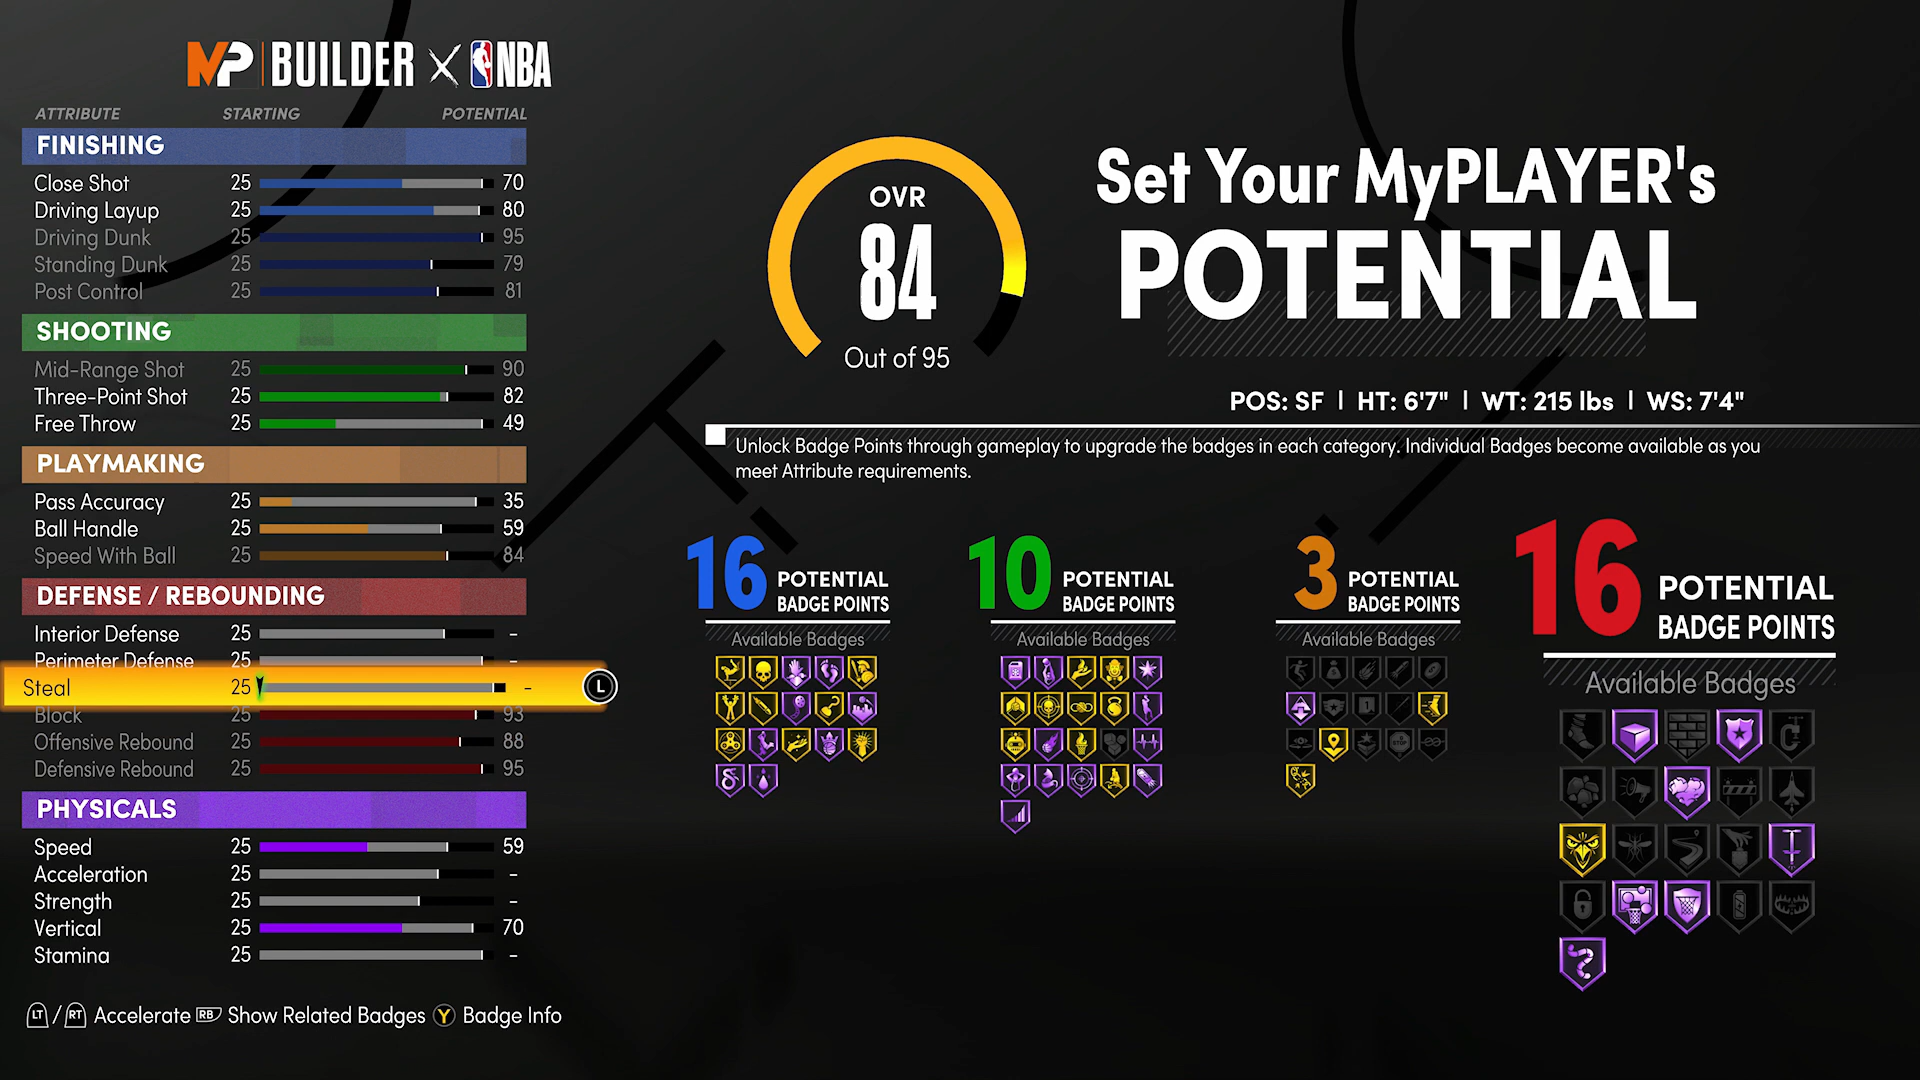 MP | BUILDER X NBA
ATTRIBUTE STARTING POTENTIAL
FINISHING
Close Shot 25 70
Driving Layup 25 80
Driving Dunk 25 95
Standing Dunk 25 79
Post Control 25 81
SHOOTING
Mid-Range Shot 25 90
Three-Point Shot 25 82
Free Throw 25 49
PLAYMAKING
Pass Accuracy 25 35
Ball Handle 25 59
Speed With Ball 25 84
DEFENSE / REBOUNDING
Interior Defense 25 -
Perimeter Defense 25 -
Steal 25 - L
Block 25 93
Offensive Rebound 25 88
Defensive Rebound 25 95
PHYSICALS
Speed 25 59
Acceleration 25 -
Strength 25 -
Vertical 25 70
Stamina 25 -
LT / RT Accelerate RB Show Related Badges Y Badge Info
OVR
84
Out of 95
Set Your MyPLAYER's
POTENTIAL
POS: SF | HT: 6'7" | WT: 215 lbs | WS: 7'4"
Unlock Badge Points through gameplay to upgrade the badges in each category. Individual Badges become available as you
meet Attribute requirements.
16 POTENTIAL
BADGE POINTS
Available Badges
10 POTENTIAL
BADGE POINTS
Available Badges
3 POTENTIAL
BADGE POINTS
Available Badges
16 POTENTIAL
BADGE POINTS
Available Badges